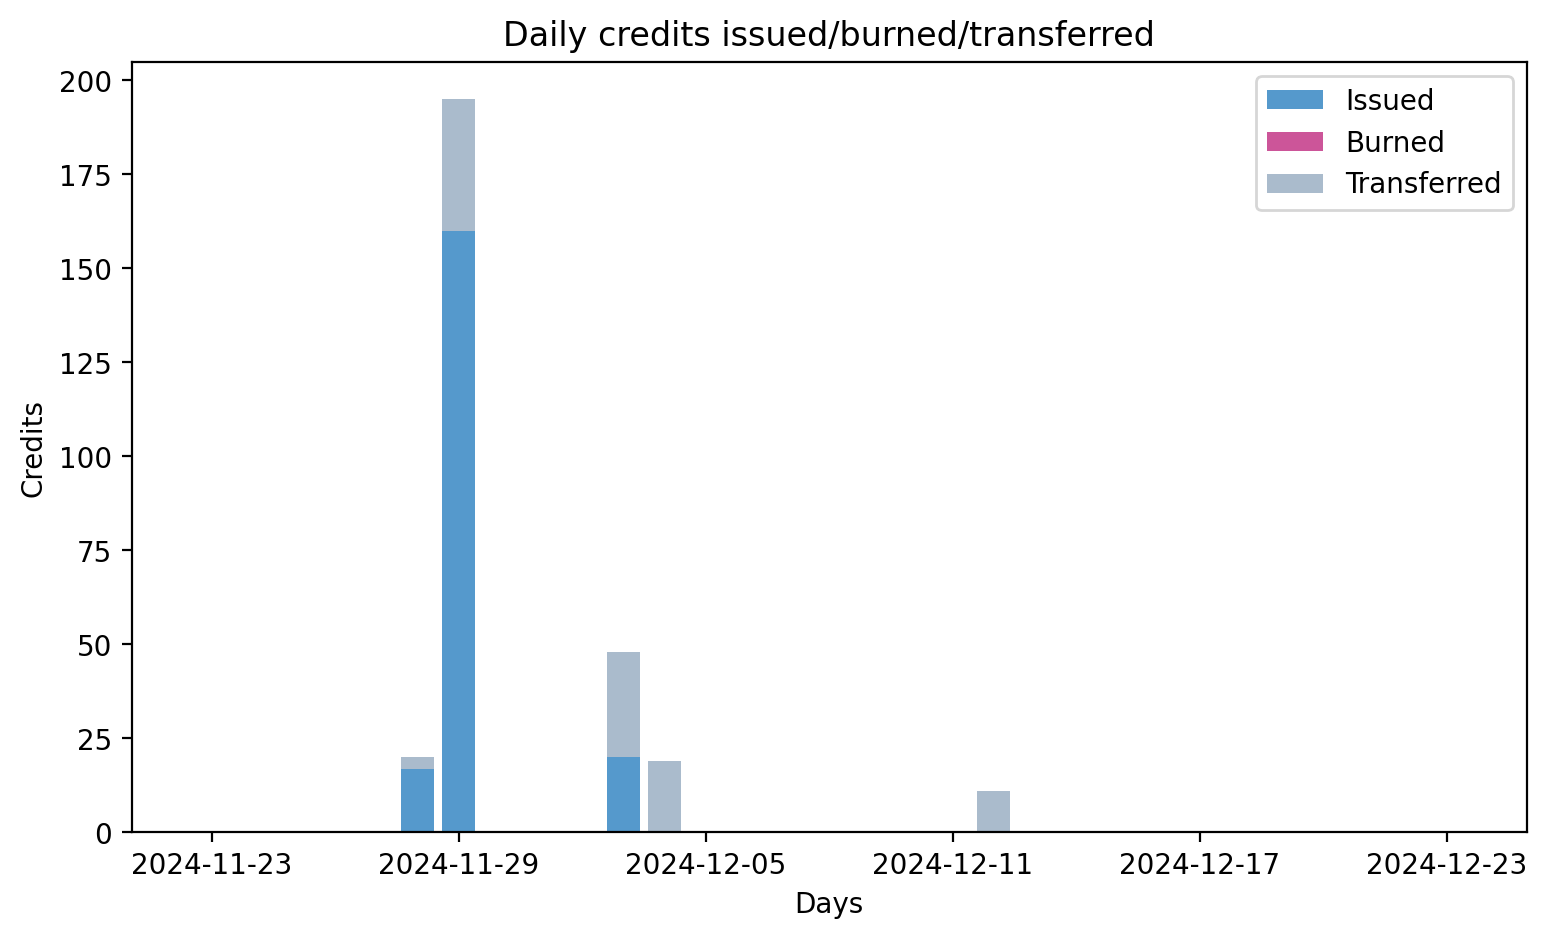 Daily credits issued/burned/transferred
Issued
Burned
Transferred
200
175
150
125
100
75
50
25
0
Credits
2024-11-23 2024-11-29 2024-12-05 2024-12-11 2024-12-17 2024-12-23
Days